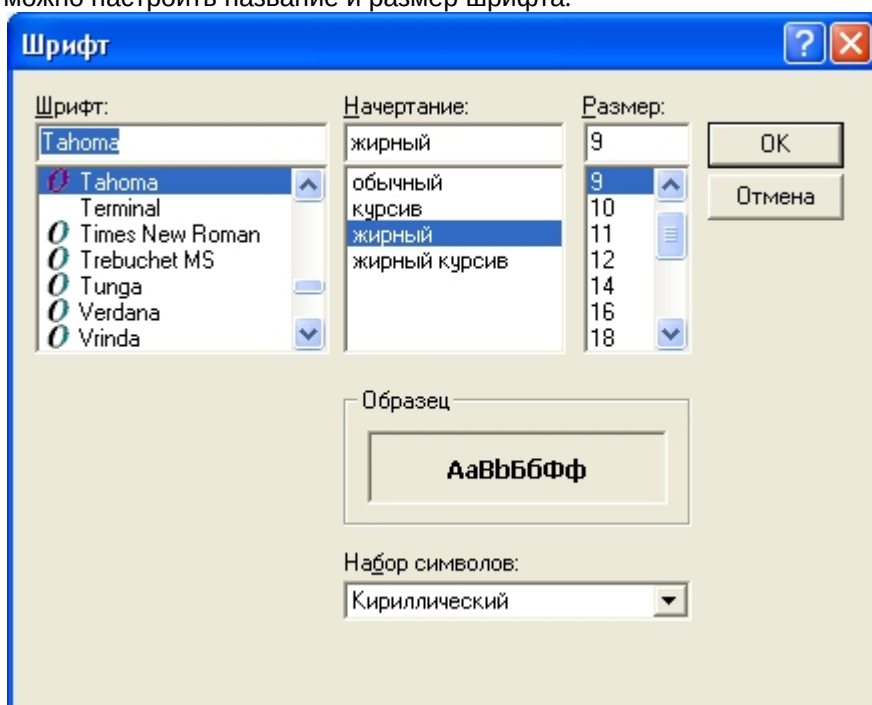 можно настроить название и размер шрифта.
Шрифт
Шрифт:
Tahoma
Tahoma
Terminal
Times New Roman
Trebuchet MS
Tunga
Verdana
Vrinda
Начертание:
жирный
обычный
курсив
жирный
жирный курсив
Размер:
9
9
10
11
12
14
16
18
OK
Отмена
Образец
АаВbБбФф
Набор символов:
Кириллический